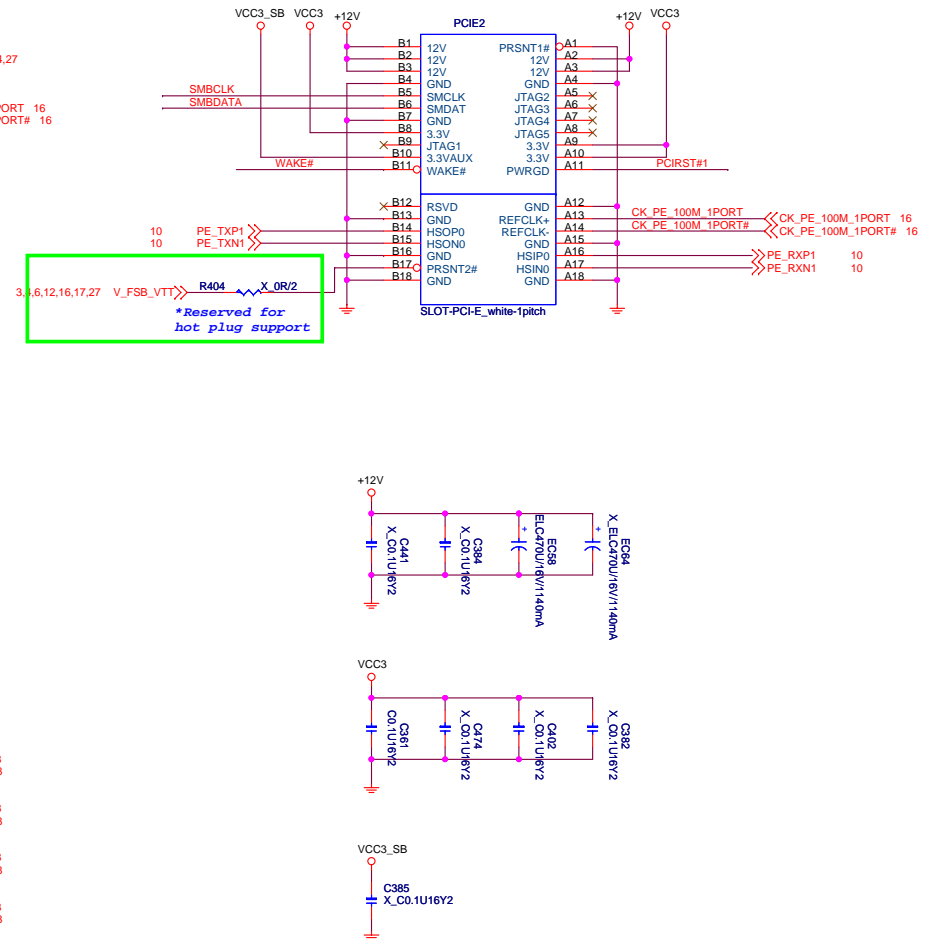 VCC3_SB VCC3 +12V
PCIE2
+12V VCC3
4,27
PORT 16
PORT# 16
SMBCLK
SMBDATA
WAKE#
B1 12V PRSNT1# A1
B2 12V 12V A2
B3 12V 12V A3
B4 GND GND A4
B5 SMCLK JTAG2 A5
B6 SMDAT JTAG3 A6
B7 GND JTAG4 A7
B8 3.3V JTAG5 A8
B9 JTAG1 3.3V A9
B10 3.3VAUX 3.3V A10
B11 WAKE# PWRGD A11 PCIRST#1
B12 RSVD GND A12
B13 GND REFCLK+ A13 CK_PE_100M_1PORT CK_PE_100M_1PORT 16
10 PE_TXP1 B14 HSOP0 REFCLK- A14 CK_PE_100M_1PORT# CK_PE_100M_1PORT# 16
10 PE_TXN1 B15 HSON0 GND A15
B16 GND HSIP0 A16 PE_RXP1 10
B17 PRSNT2# HSIN0 A17 PE_RXN1 10
B18 GND GND A18
3,4,6,12,16,17,27 V_FSB_VTT R404 X_0R/2
*Reserved for
hot plug support
SLOT-PCI-E_white-1pitch
+12V
C441
X_C0.1U16Y2
C384
X_C0.1U16Y2
EC58
ELC470U/16V/1140mA
EC64
X_ELC470U/16V/1140mA
+
+
VCC3
C361
C0.1U16Y2
C474
X_C0.1U16Y2
C402
X_C0.1U16Y2
C382
X_C0.1U16Y2
VCC3_SB
C385
X_C0.1U16Y2